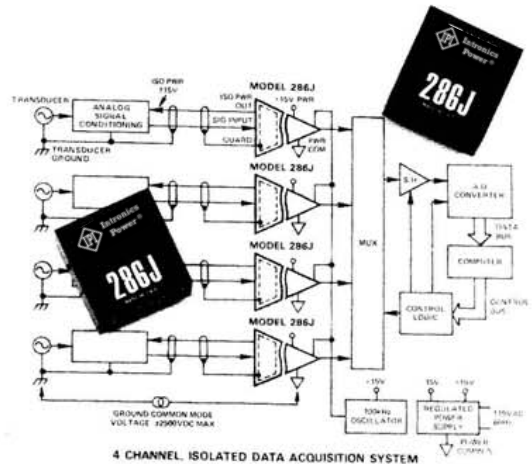 ISO PWR
±15V
MODEL 286J
+15V PWR
TRANSDUCER
ANALOG
SIGNAL
CONDITIONING
ISO PWR
OUT
SIG INPUT
GUARD
PWR
COM
TRANSDUCER
GROUND
Intronics
Power®
286J
MODEL 286J
MUX
S H
A/D
CONVERTER
DATA
BUS
COMPUTER
CONTROL
LOGIC
CONTROL
BUS
Intronics
Power®
286J
MODEL 286J
MODEL 286J
GROUND COMMON MODE
VOLTAGE ±2500VDC MAX
+15V
100kHz
OSCILLATOR
15V
+15V
REGULATED
POWER
SUPPLY
POWER
COMMON
4 CHANNEL, ISOLATED DATA ACQUISITION SYSTEM